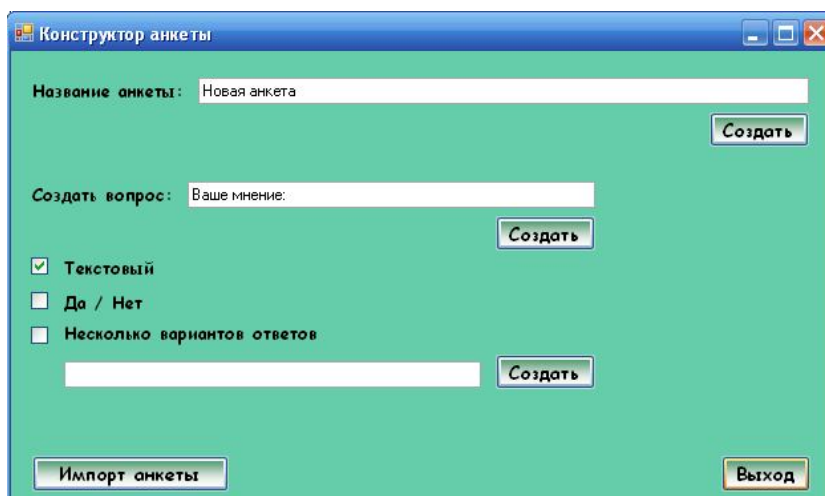 Конструктор анкеты
Название анкеты: Новая анкета
Создать
Создать вопрос: Ваше мнение:
Создать
Текстовый
Да / Нет
Несколько вариантов ответов
Создать
Импорт анкеты
Выход